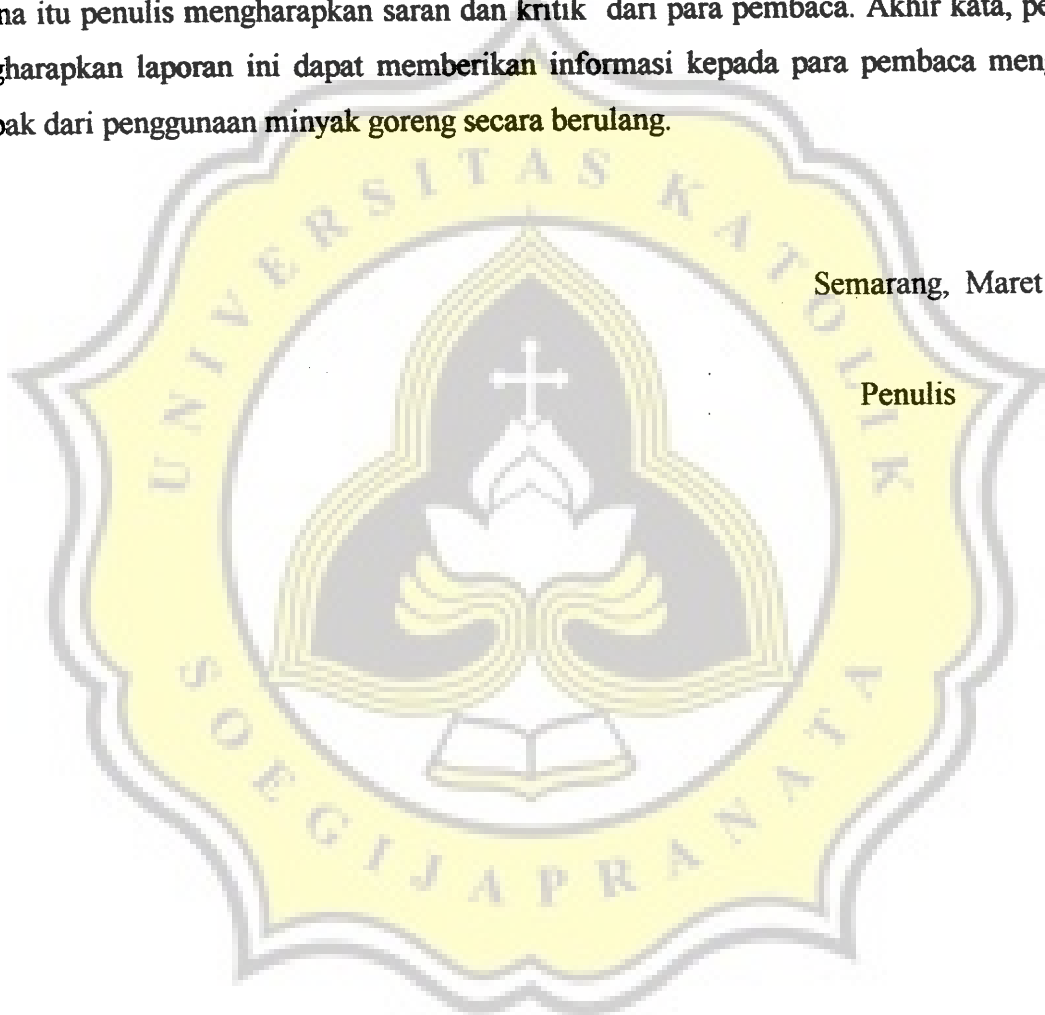 na itu penulis mengharapkan saran dan kritik dari para pembaca. Akhir kata, pe
gharapkan laporan ini dapat memberikan informasi kepada para pembaca men
pak dari penggunaan minyak goreng secara berulang.
UNIVERSITAS KATOLIK
Semarang, Maret
Penulis
SOEGIJAPRANATA